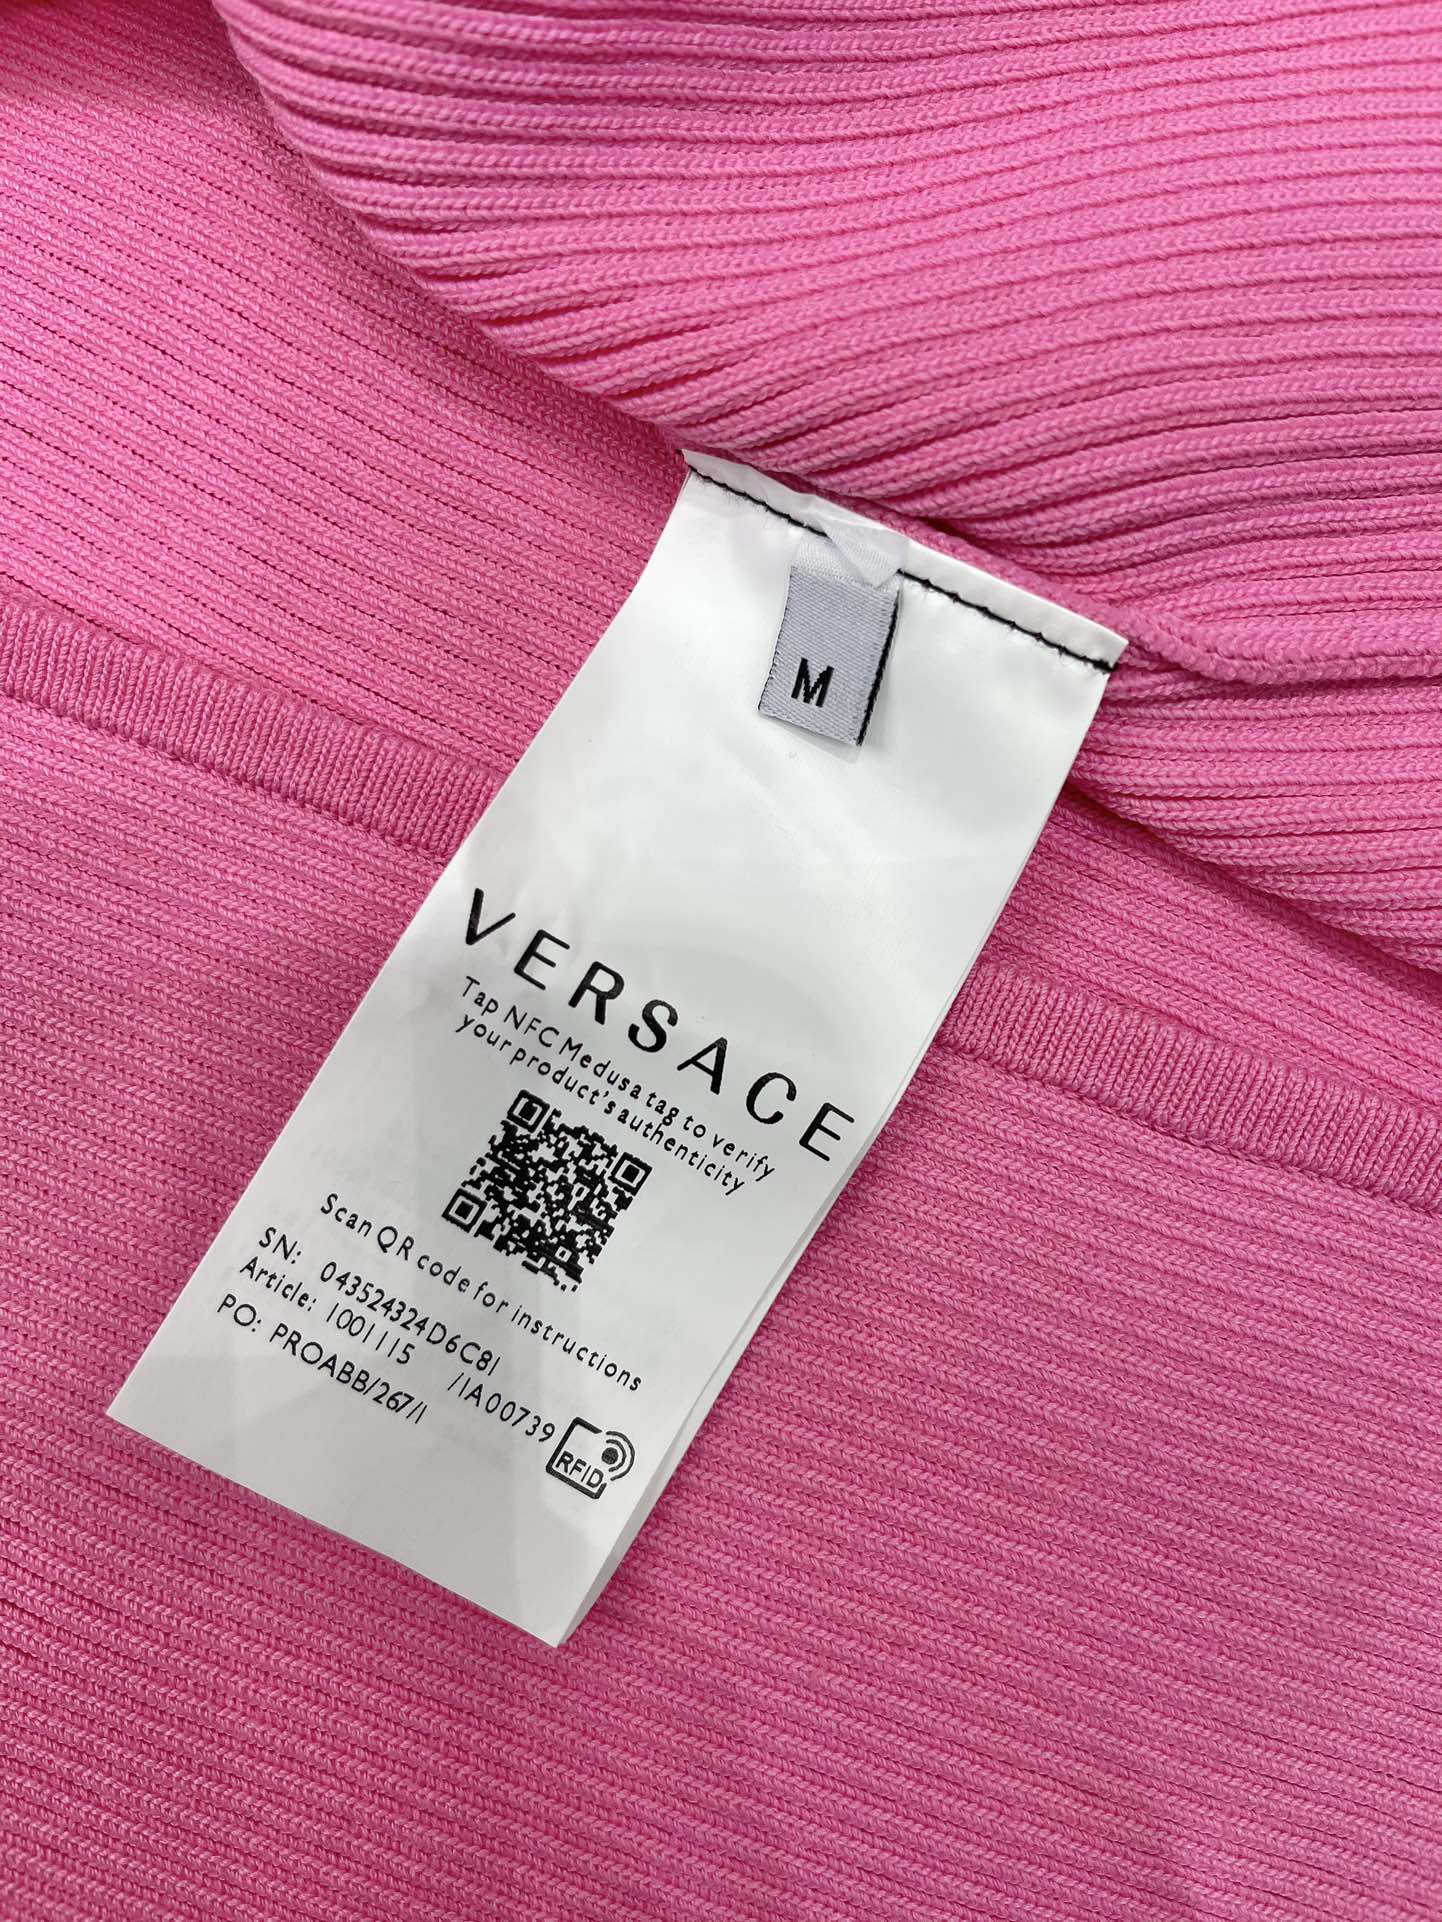 M
VERSACE
Tap NFC Medusa tag to verify
your product's authenticity
Scan QR code for instructions
SN: 043524324D6C81
Article: 1001115 /1A00739
PO: PROABB/267/1
RFID